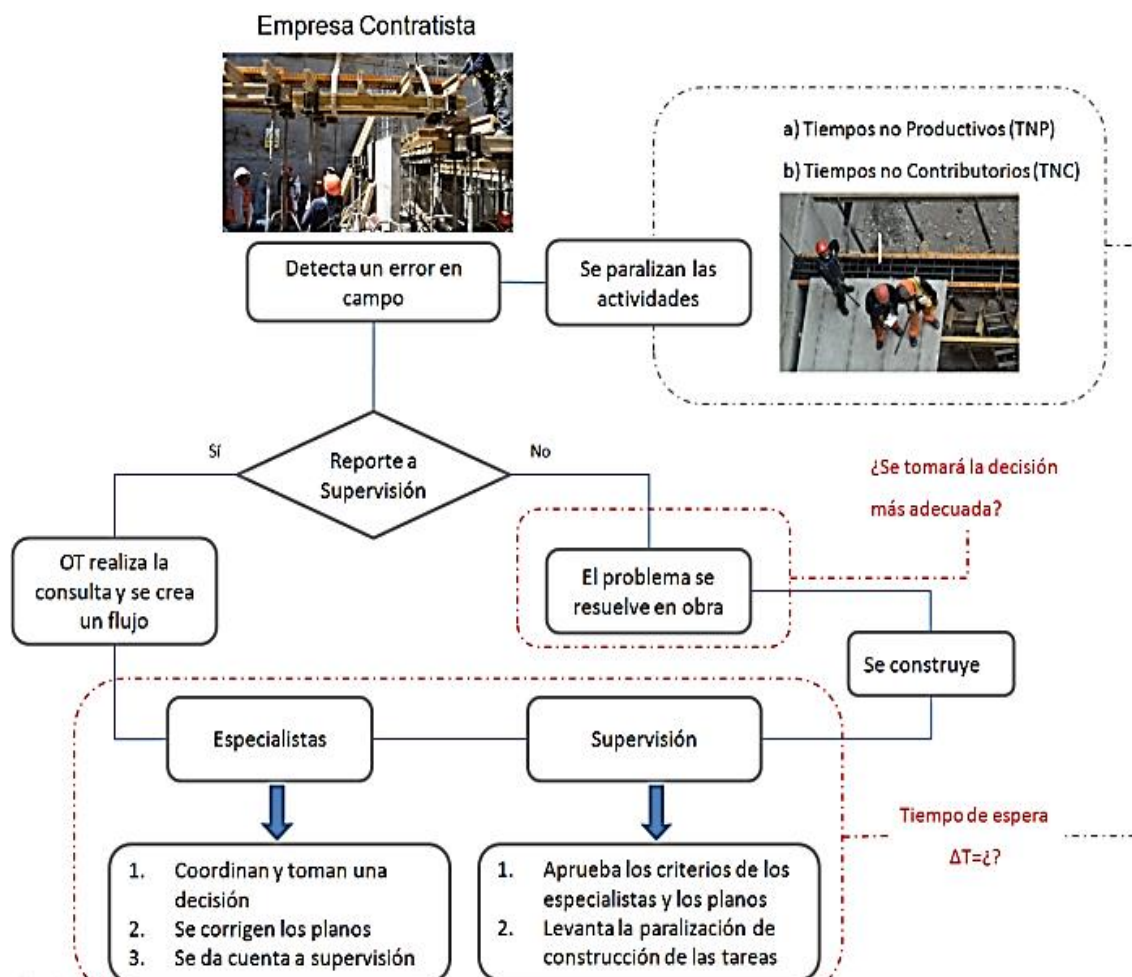 Empresa Contratista
a) Tiempos no Productivos (TNP)
b) Tiempos no Contributorios (TNC)
Detecta un error en
campo
Se paralizan las
actividades
Sí
Reporte a
Supervisión
No
¿Se tomará la decisión
más adecuada?
OT realiza la
consulta y se crea
un flujo
El problema se
resuelve en obra
Se construye
Especialistas
Supervisión
Tiempo de espera
ΔT=¿?
1. Coordinan y toman una
decisión
2. Se corrigen los planos
3. Se da cuenta a supervisión
1. Aprueba los criterios de los
especialistas y los planos
2. Levanta la paralización de
construcción de las tareas